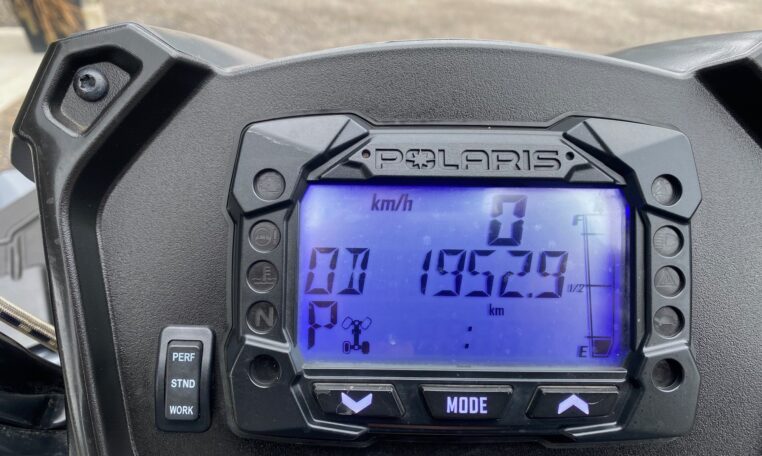 POLARIS
km/h
0
F
OD 1952.9
1/2
km
P
:
E
N
PERF
STND
WORK
MODE